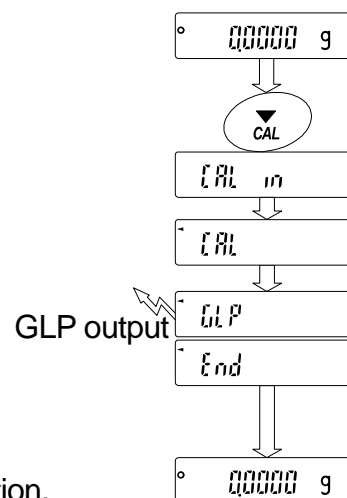 0.0000 g
CAL
CAL in
CAL
GLP output
GLP
End
tion.
0.0000 g